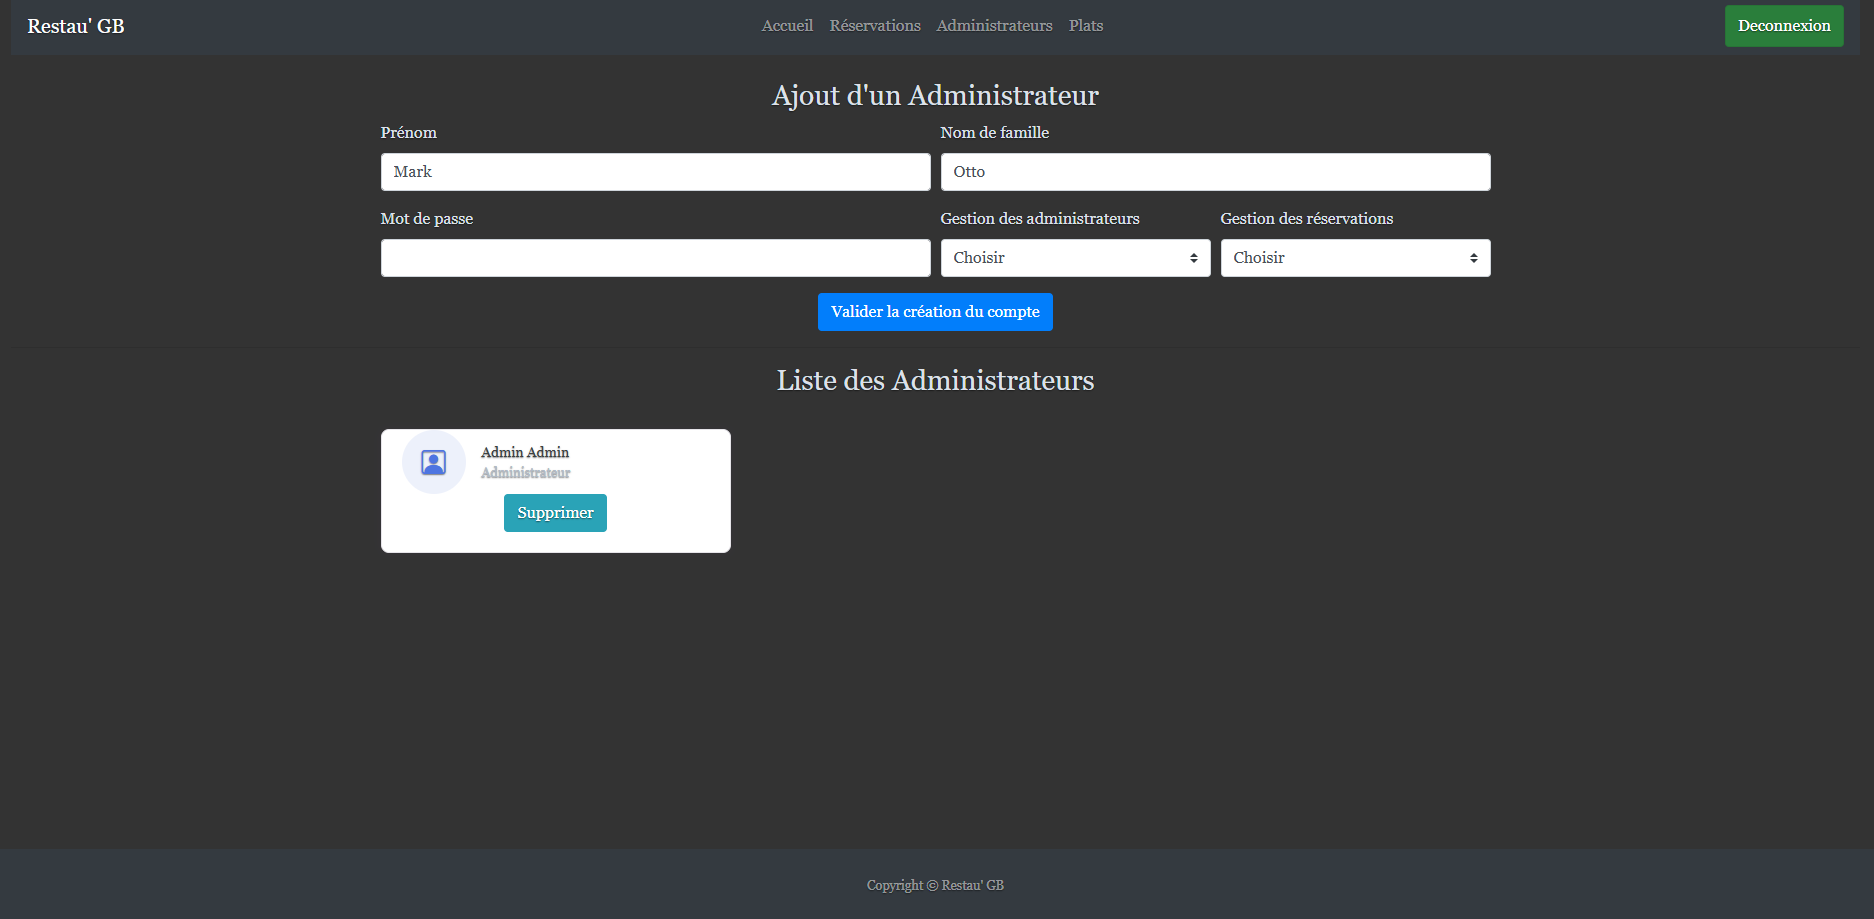 Restau' GB
Accueil Réservations Administrateurs Plats
Deconnexion
Ajout d'un Administrateur
Prénom
Nom de famille
Mark
Otto
Mot de passe
Gestion des administrateurs
Gestion des réservations
Choisir
Choisir
Valider la création du compte
Liste des Administrateurs
Admin Admin
Administrateur
Supprimer
Copyright © Restau' GB